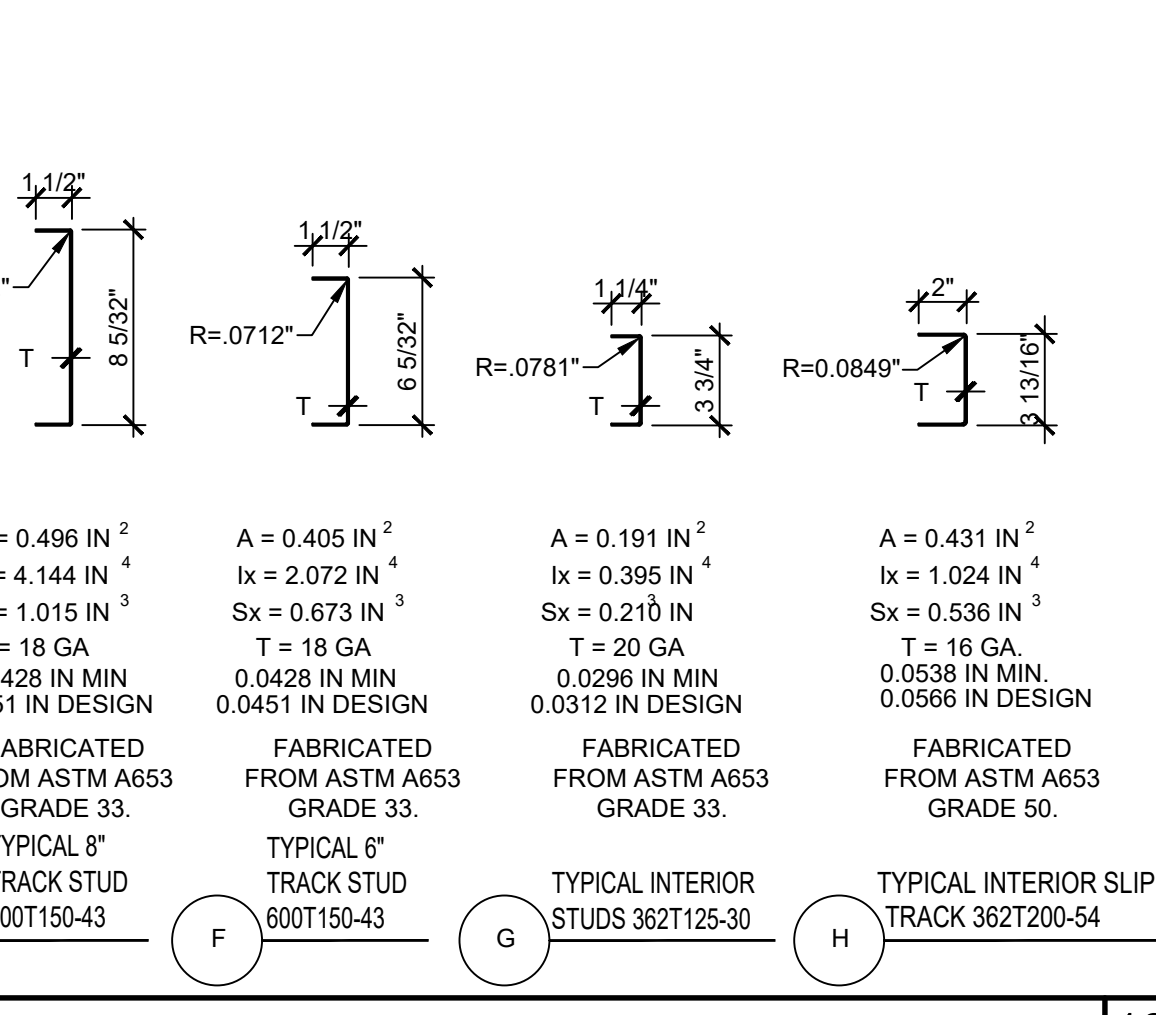 1 1/2"
"
T
8 5/32"
= 0.496 IN 2
= 4.144 IN 4
= 1.015 IN 3
= 18 GA
428 IN MIN
51 IN DESIGN
ABRICATED
OM ASTM A653
GRADE 33.
YPICAL 8"
RACK STUD
00T150-43
1 1/2"
R=.0712"
T
6 5/32"
A = 0.405 IN 2
Ix = 2.072 IN 4
Sx = 0.673 IN 3
T = 18 GA
0.0428 IN MIN
0.0451 IN DESIGN
FABRICATED
FROM ASTM A653
GRADE 33.
TYPICAL 6"
TRACK STUD
600T150-43
F
1 1/4"
R=.0781"
T
3 3/4"
A = 0.191 IN 2
Ix = 0.395 IN 4
Sx = 0.210 IN 3
T = 20 GA
0.0296 IN MIN
0.0312 IN DESIGN
FABRICATED
FROM ASTM A653
GRADE 33.
TYPICAL INTERIOR
STUDS 362T125-30
G
2"
R=0.0849"
T
3 13/16"
A = 0.431 IN 2
Ix = 1.024 IN 4
Sx = 0.536 IN 3
T = 16 GA.
0.0538 IN MIN.
0.0566 IN DESIGN
FABRICATED
FROM ASTM A653
GRADE 50.
TYPICAL INTERIOR SLIP
TRACK 362T200-54
H